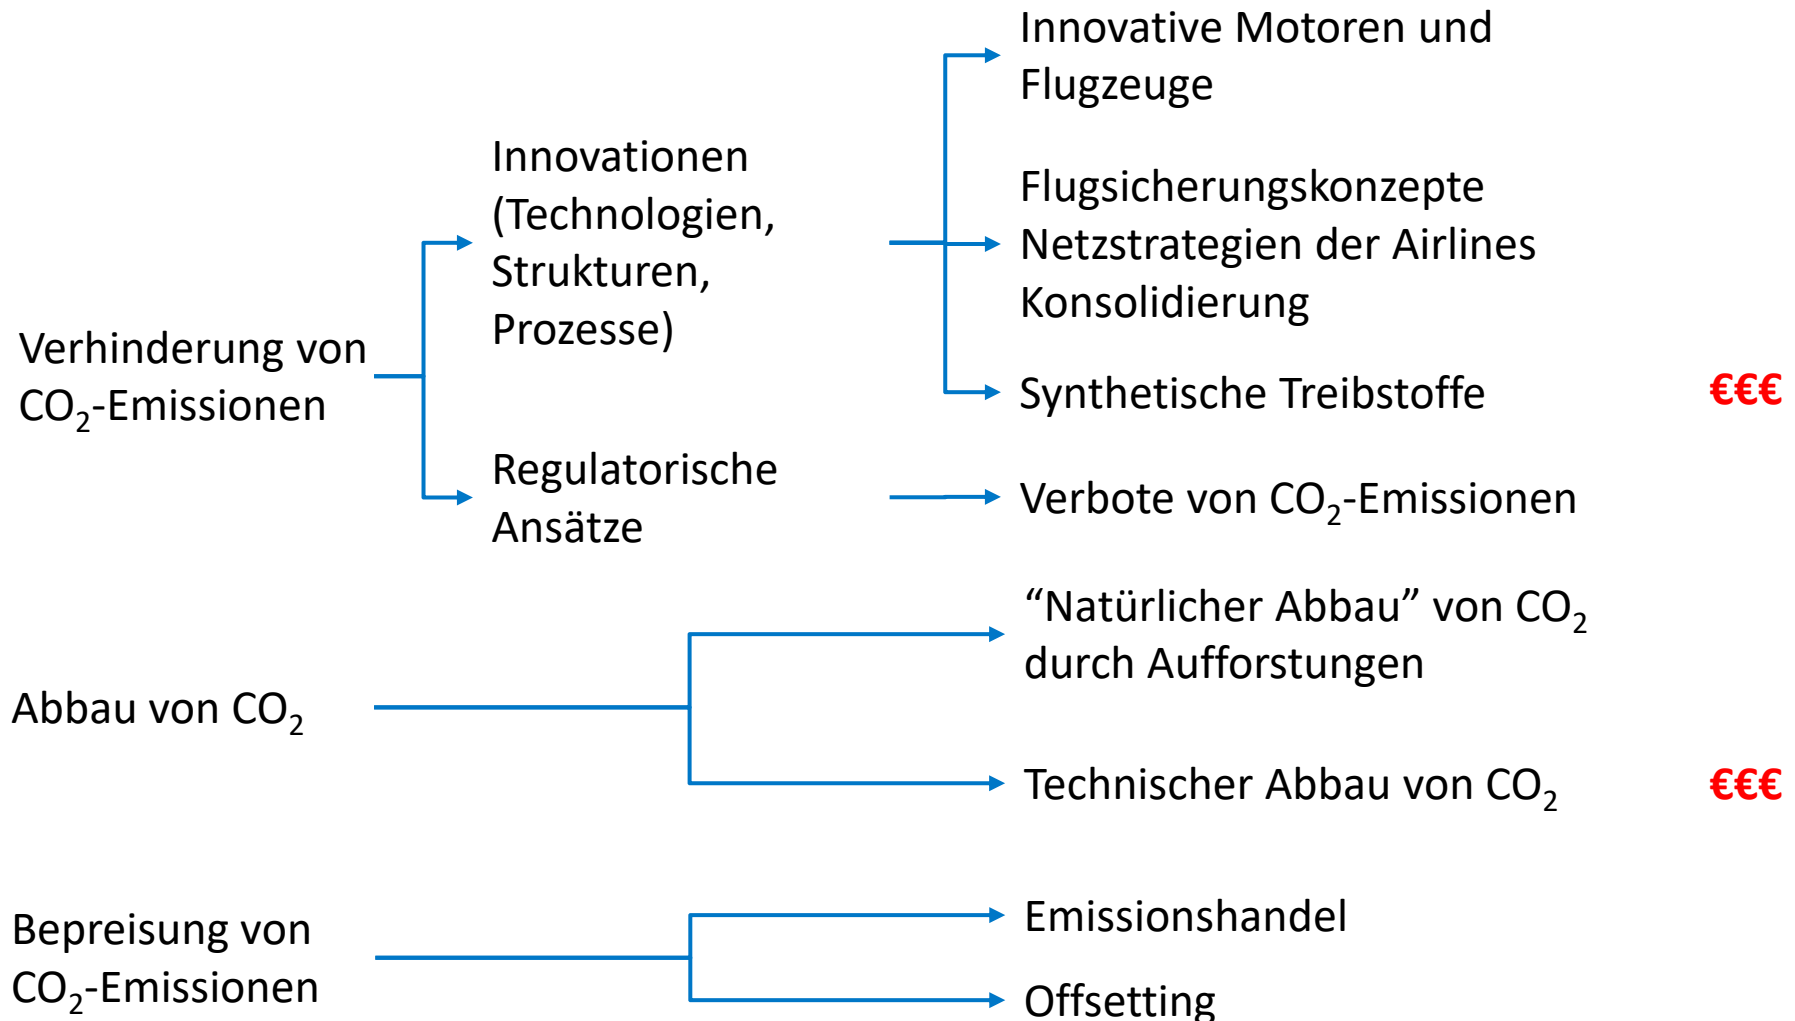 Innovative Motoren und
Flugzeuge
Innovationen
(Technologien,
Strukturen,
Prozesse)
Flugsicherungskonzepte
Netzstrategien der Airlines
Konsolidierung
Verhinderung von
CO₂-Emissionen
Synthetische Treibstoffe €€€
Regulatorische
Ansätze
Verbote von CO₂-Emissionen
“Natürlicher Abbau” von CO₂
durch Aufforstungen
Abbau von CO₂
Technischer Abbau von CO₂ €€€
Bepreisung von
CO₂-Emissionen
Emissionshandel
Offsetting